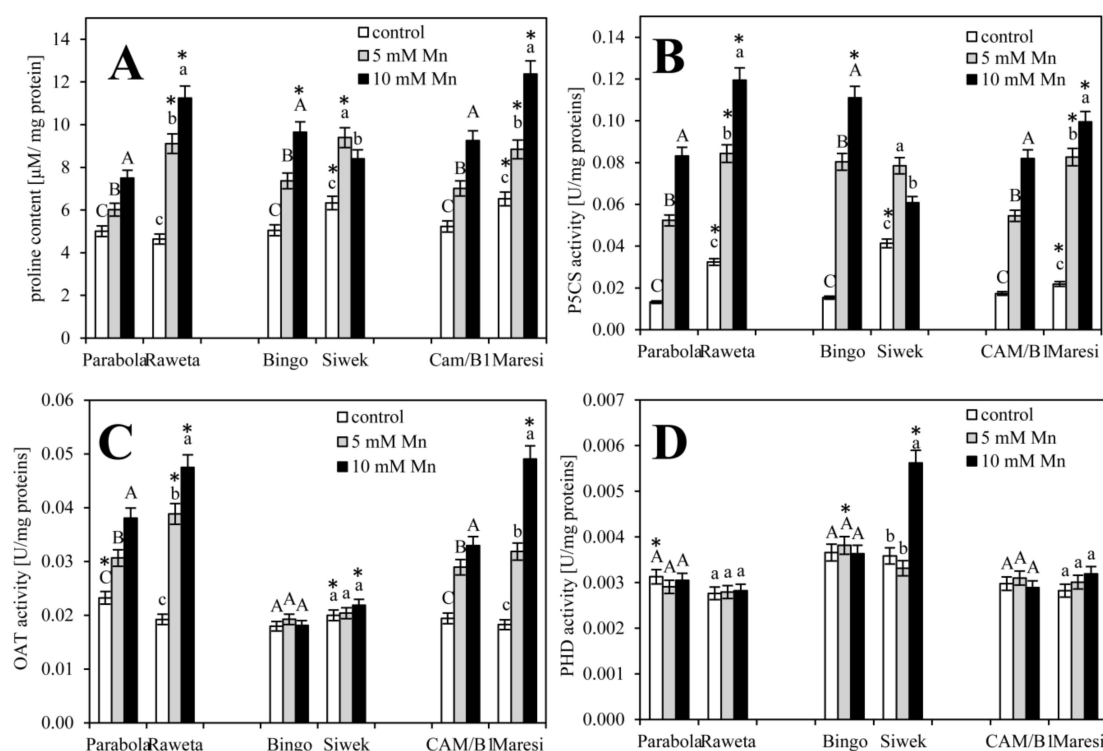 A
proline content [µM/ mg protein]
14
12
10
8
6
4
2
0
control
5 mM Mn
10 mM Mn
C B A
c * b * a
C B * A
* c * a b
C B A
* c * b * a
Parabola Raweta Bingo Siwek Cam/B1 Maresi
B
P5CS activity [U/mg proteins]
0.14
0.12
0.10
0.08
0.06
0.04
0.02
0.00
control
5 mM Mn
10 mM Mn
C B A
* c * b * a
C B * A
* c a b
C B A
* c * b * a
Parabola Raweta Bingo Siwek CAM/B1 Maresi
C
OAT activity [U/mg proteins]
0.06
0.05
0.04
0.03
0.02
0.01
0.00
control
5 mM Mn
10 mM Mn
* C B A
c * b * a
A A A
* a a * a
C B A
c b * a
Parabola Raweta Bingo Siwek CAM/B1 Maresi
D
PHD activity [U/mg proteins]
0.007
0.006
0.005
0.004
0.003
0.002
0.001
0.000
control
5 mM Mn
10 mM Mn
* A A A
a a a
A * A A
b b * a
A A A
a a a
Parabola Raweta Bingo Siwek CAM/B1 Maresi